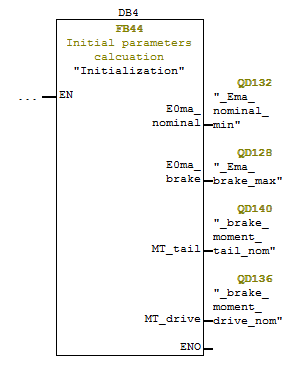 DB4
FB44
Initial parameters
calcuation
"Initialization"
... EN
QD132
"_Ema_
nominal_
min"
E0ma_
nominal
QD128
"_Ema_
brake_max"
E0ma_
brake
QD140
"_brake_
moment_
tail_nom"
MT_tail
QD136
"_brake_
moment_
drive_nom"
MT_drive
ENO